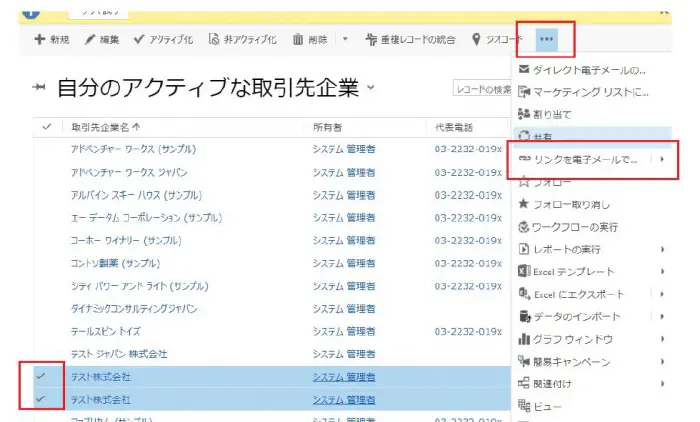 新規 編集 アクティブ化 非アクティブ化 削除 重複レコードの統合 ジオコード
自分のアクティブな取引先企業
レコードの検索
取引先企業名 所有者 代表電話
アドベンチャー ワークス (サンプル) システム 管理者 03-2232-019x
アドベンチャー ワークス ジャパン システム 管理者 03-2232-019x
アルパイン スキー ハウス (サンプル) システム 管理者 03-2232-019x
エー データム コーポレーション (サンプル) システム 管理者 03-2232-019x
コーホー ワイナリー (サンプル) システム 管理者 03-2232-019x
コントソ製薬 (サンプル) システム 管理者 03-2232-019x
シティ パワー アンド ライト (サンプル) システム 管理者 03-2232-019x
ダイナミックコンサルティングジャパン システム 管理者
テールスピン トイズ システム 管理者 03-2232-019x
テスト ジャパン 株式会社 システム 管理者
テスト株式会社 システム 管理者
テスト株式会社 システム 管理者
システム 管理者
ダイレクト電子メールの...
マーケティング リストに...
割り当て
共有
リンクを電子メールで...
フォロー
フォロー取り消し
ワークフローの実行
レポートの実行
Excel テンプレート
Excel にエクスポート
データのインポート
グラフ ウィンドウ
簡易キャンペーン
関連付け
ビュー